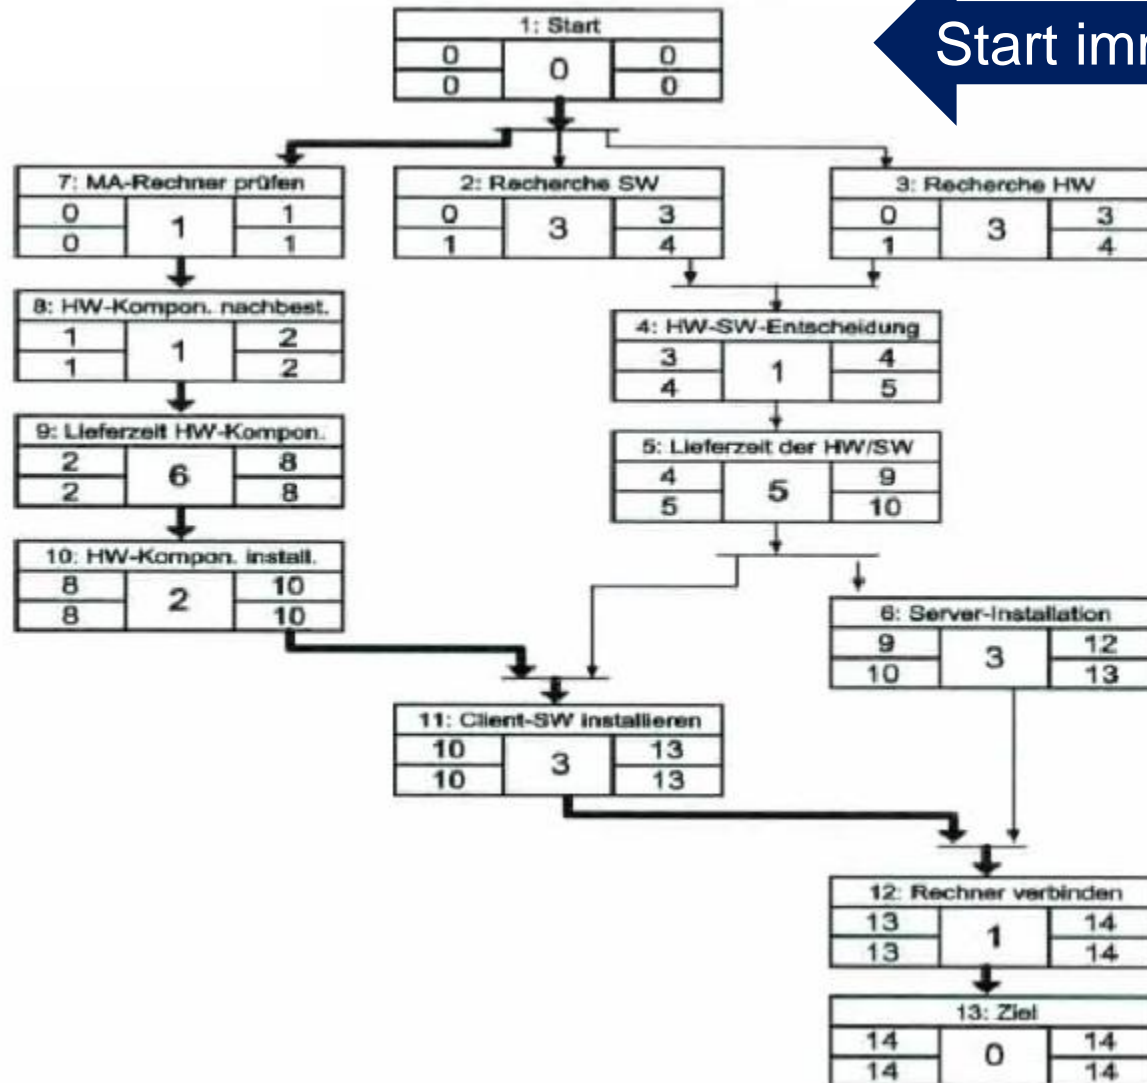 Start
1: Start
0 0 0
0 0
7: MA-Rechner prüfen
0 1 1
0 1
2: Recherche SW
0 3 3
1 4
3: Recherche HW
0 3 3
1 4
8: HW-Kompon. nachbest.
1 1 2
1 2
4: HW-SW-Entscheidung
3 1 4
4 5
9: Lieferzeit HW-Kompon.
2 6 8
2 8
5: Lieferzeit der HW/SW
4 5 9
5 10
10: HW-Kompon. install.
8 2 10
8 10
6: Server-Installation
9 3 12
10 13
11: Client-SW installieren
10 3 13
10 13
12: Rechner verbinden
13 1 14
13 14
13: Ziel
14 0 14
14 14